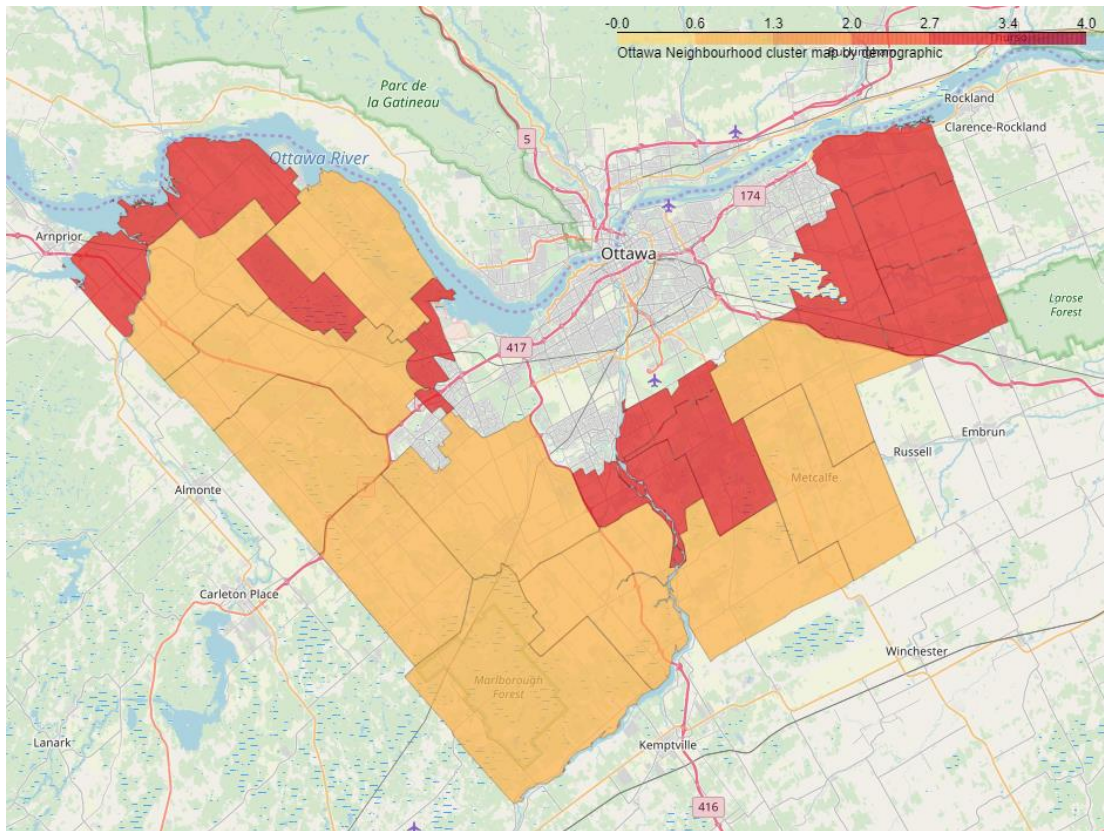 -0.0 0.6 1.3 2.0 2.7 3.4 4.0
Thurso
Ottawa Neighbourhood cluster map by demographic
Parc de
la Gatineau
Rockland
Clarence-Rockland
5
Ottawa River
174
Arnprior
Ottawa
Larose
Forest
417
Embrun
Russell
Metcalfe
Almonte
Carleton Place
Winchester
Marlborough
Forest
Lanark
Kemptville
416